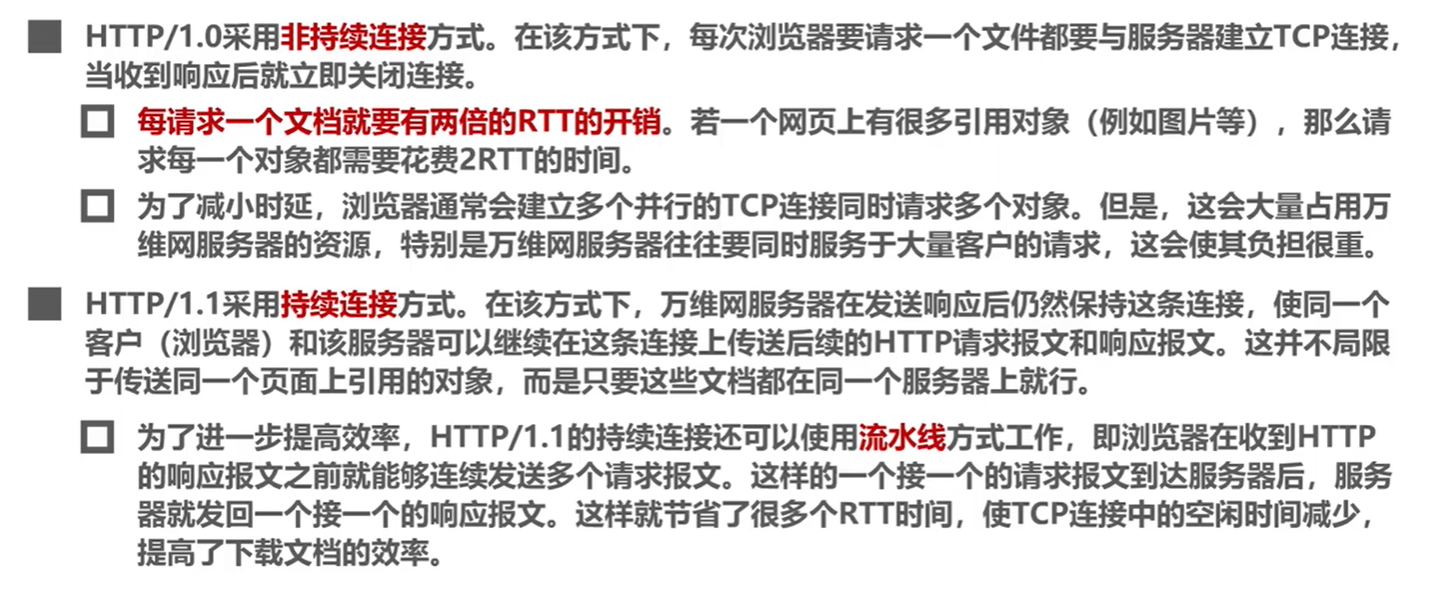 HTTP/1.0采用非持续连接方式。在该方式下，每次浏览器要请求一个文件都要与服务器建立TCP连接，
当收到响应后就立即关闭连接。
每请求一个文档就要有两倍的RTT的开销。若一个网页上有很多引用对象（例如图片等），那么请
求每一个对象都需要花费2RTT的时间。
为了减小时延，浏览器通常会建立多个并行的TCP连接同时请求多个对象。但是，这会大量占用万
维网服务器的资源，特别是万维网服务器往往要同时服务于大量客户的请求，这会使其负担很重。
HTTP/1.1采用持续连接方式。在该方式下，万维网服务器在发送响应后仍然保持这条连接，使同一个
客户（浏览器）和该服务器可以继续在这条连接上传送后续的HTTP请求报文和响应报文。这并不局限
于传送同一个页面上引用的对象，而是只要这些文档都在同一个服务器上就行。
为了进一步提高效率，HTTP/1.1的持续连接还可以使用流水线方式工作，即浏览器在收到HTTP
的响应报文之前就能够连续发送多个请求报文。这样的一个接一个的请求报文到达服务器后，服务
器就发回一个接一个的响应报文。这样就节省了很多个RTT时间，使TCP连接中的空闲时间减少，
提高了下载文档的效率。